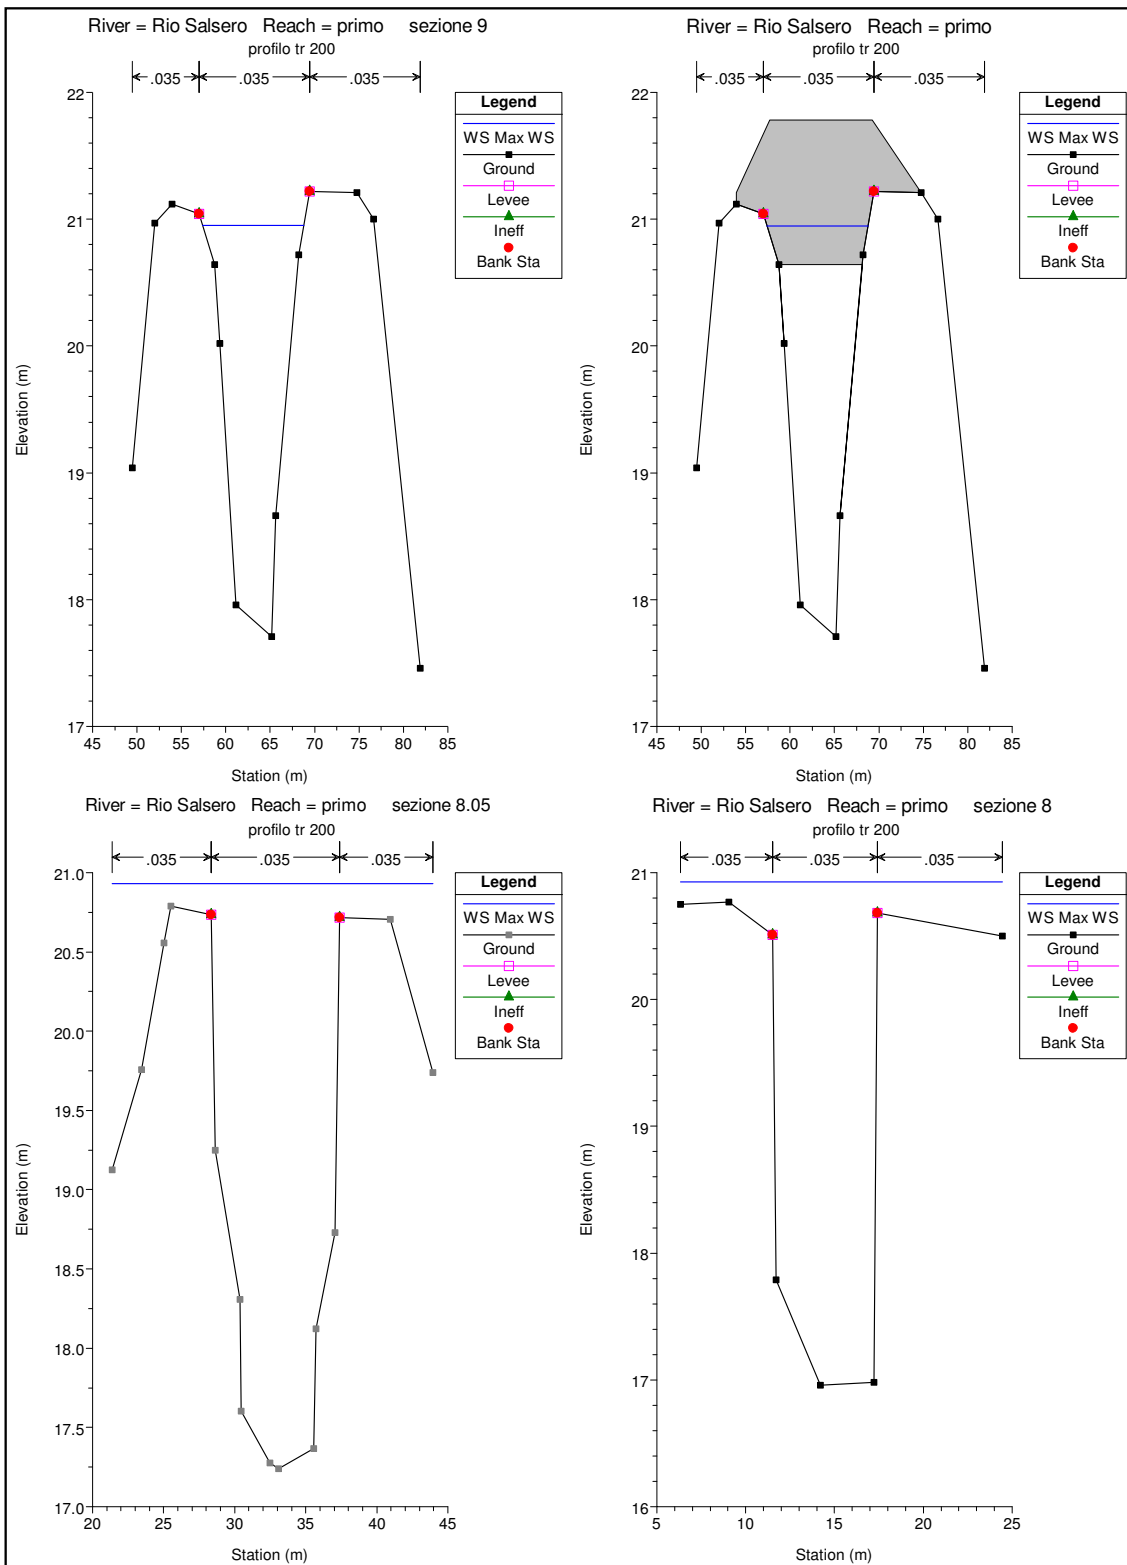 River = Rio Salsero Reach = primo sezione 9
profilo tr 200
.035 .035 .035
Legend
WS Max WS
Ground
Levee
Ineff
Bank Sta
22
21
20
19
18
17
45 50 55 60 65 70 75 80 85
Elevation (m)
Station (m)
River = Rio Salsero Reach = primo
profilo tr 200
.035 .035 .035
Legend
WS Max WS
Ground
Levee
Ineff
Bank Sta
22
21
20
19
18
17
45 50 55 60 65 70 75 80 85
Elevation (m)
Station (m)
River = Rio Salsero Reach = primo sezione 8.05
profilo tr 200
.035 .035 .035
Legend
WS Max WS
Ground
Levee
Ineff
Bank Sta
21.0
20.5
20.0
19.5
19.0
18.5
18.0
17.5
17.0
20 25 30 35 40 45
Elevation (m)
Station (m)
River = Rio Salsero Reach = primo sezione 8
profilo tr 200
.035 .035 .035
Legend
WS Max WS
Ground
Levee
Ineff
Bank Sta
21
20
19
18
17
16
5 10 15 20 25
Elevation (m)
Station (m)